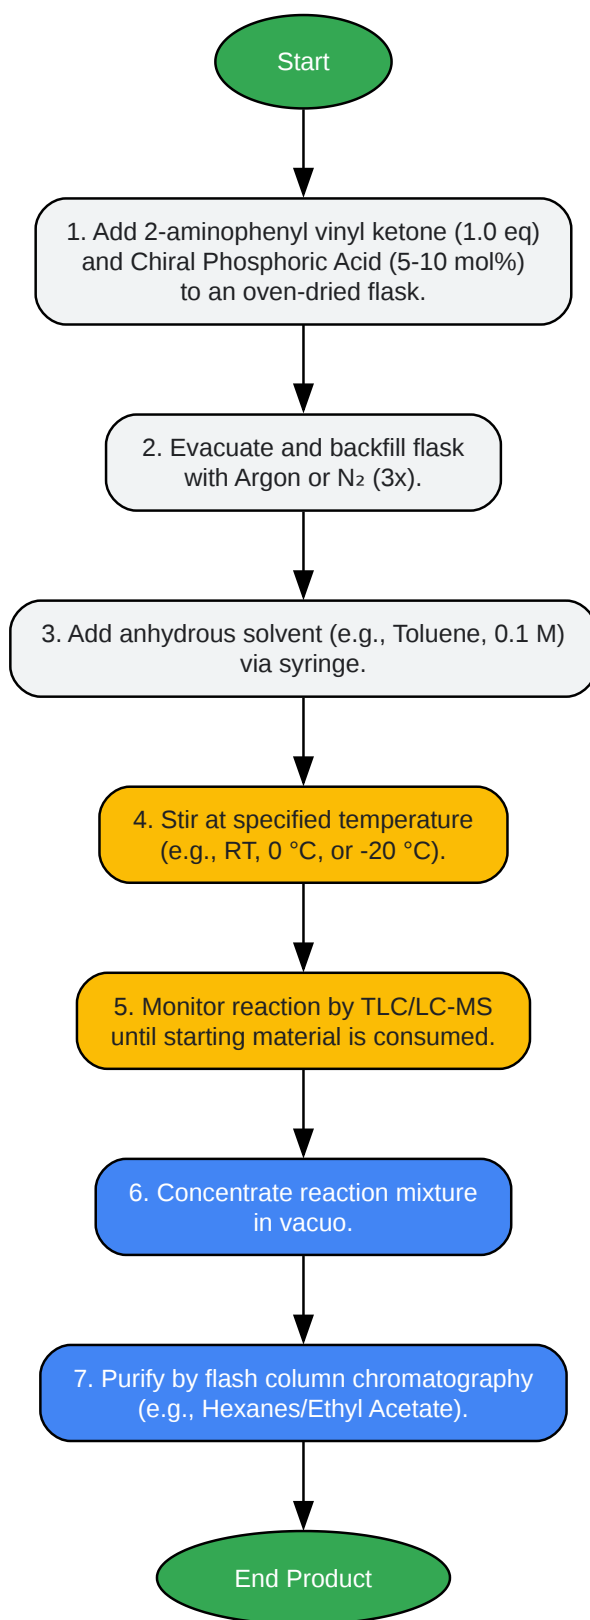 Start
1. Add 2-aminophenyl vinyl ketone (1.0 eq)
and Chiral Phosphoric Acid (5-10 mol%)
to an oven-dried flask.
2. Evacuate and backfill flask
with Argon or N₂ (3x).
3. Add anhydrous solvent (e.g., Toluene, 0.1 M)
via syringe.
4. Stir at specified temperature
(e.g., RT, 0 °C, or -20 °C).
5. Monitor reaction by TLC/LC-MS
until starting material is consumed.
6. Concentrate reaction mixture
in vacuo.
7. Purify by flash column chromatography
(e.g., Hexanes/Ethyl Acetate).
End Product